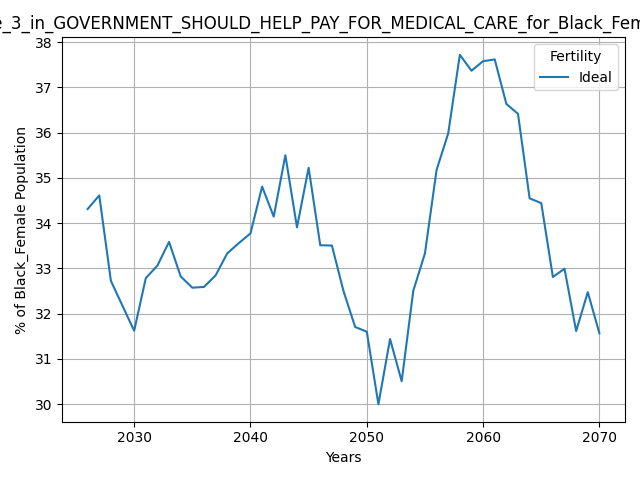 e_3_in_GOVERNMENT_SHOULD_HELP_PAY_FOR_MEDICAL_CARE_for_Black_Fem
Fertility
Ideal
% of Black_Female Population
38
37
36
35
34
33
32
31
30
2030 2040 2050 2060 2070
Years